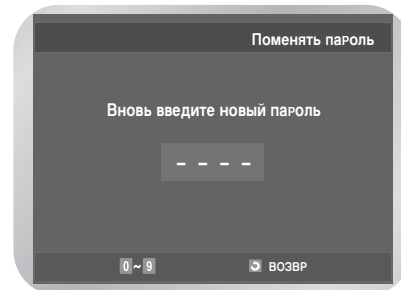 Поменять пароль
Вновь введите новый пароль
– – – –
0 ~ 9 ВОЗВР